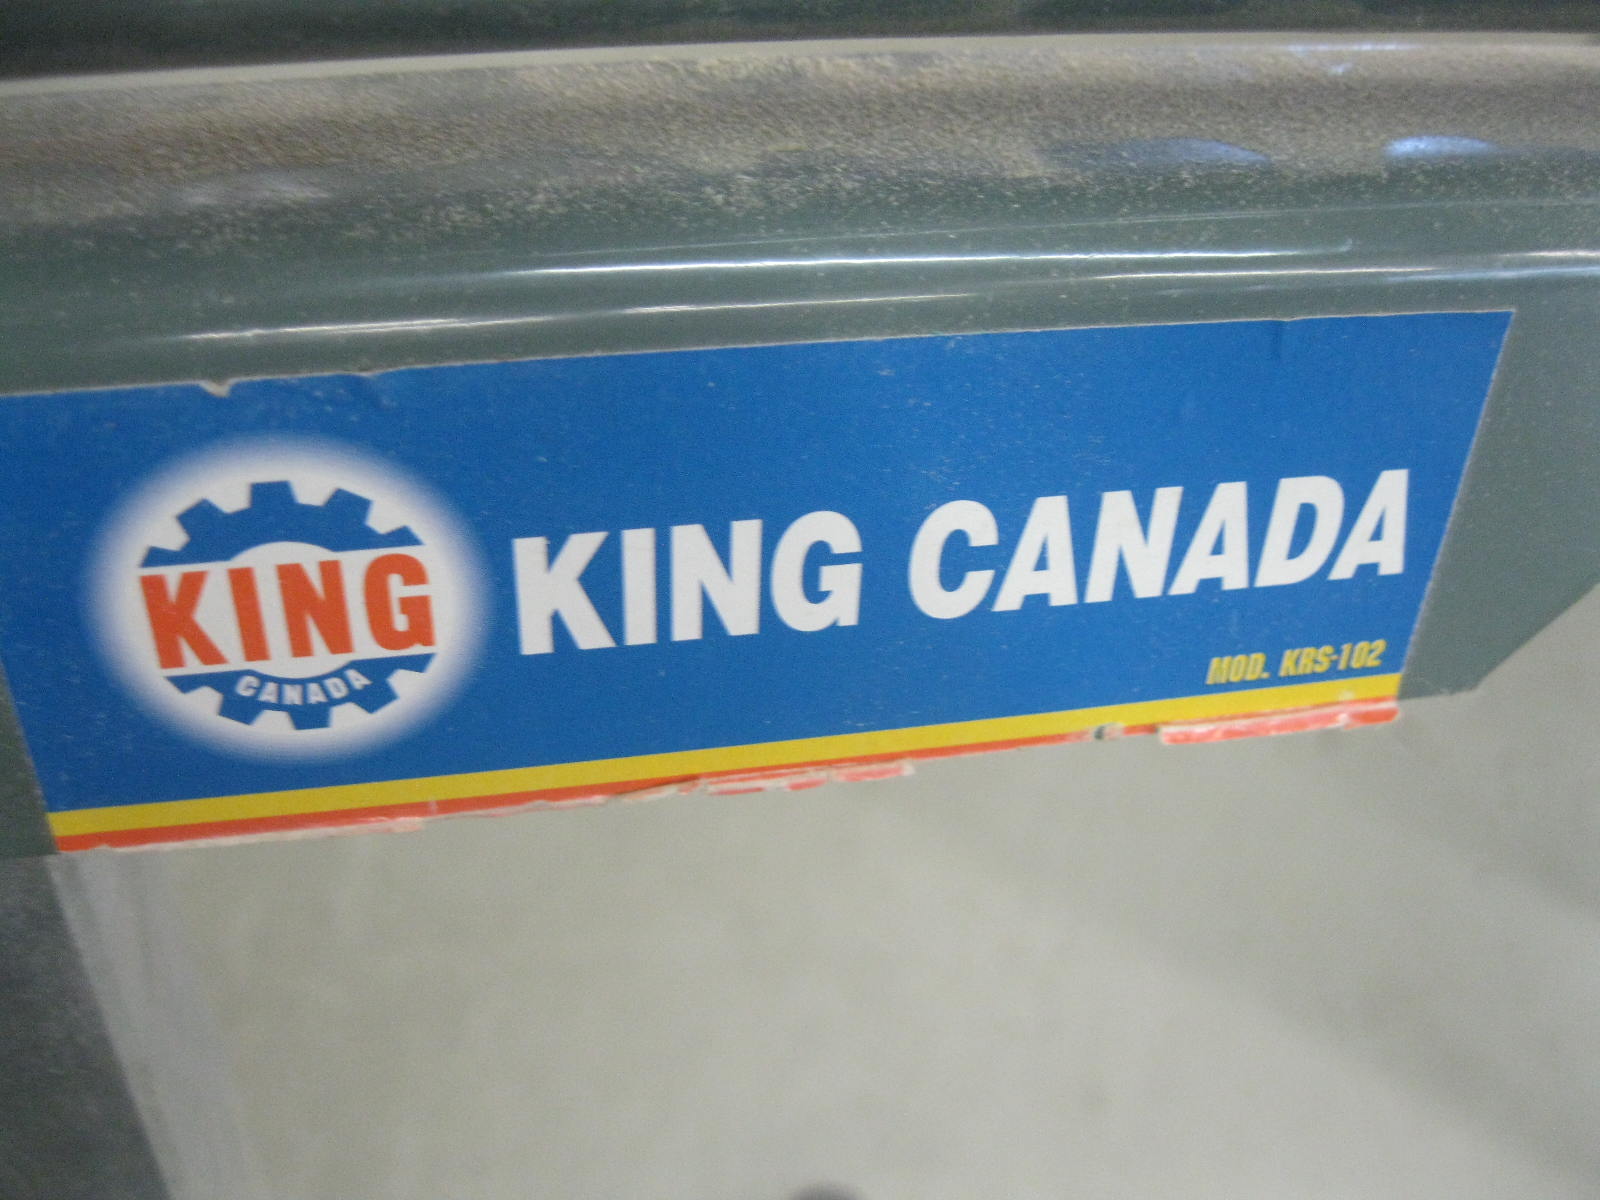 KING
CANADA
KING CANADA
MOD. KRS-102